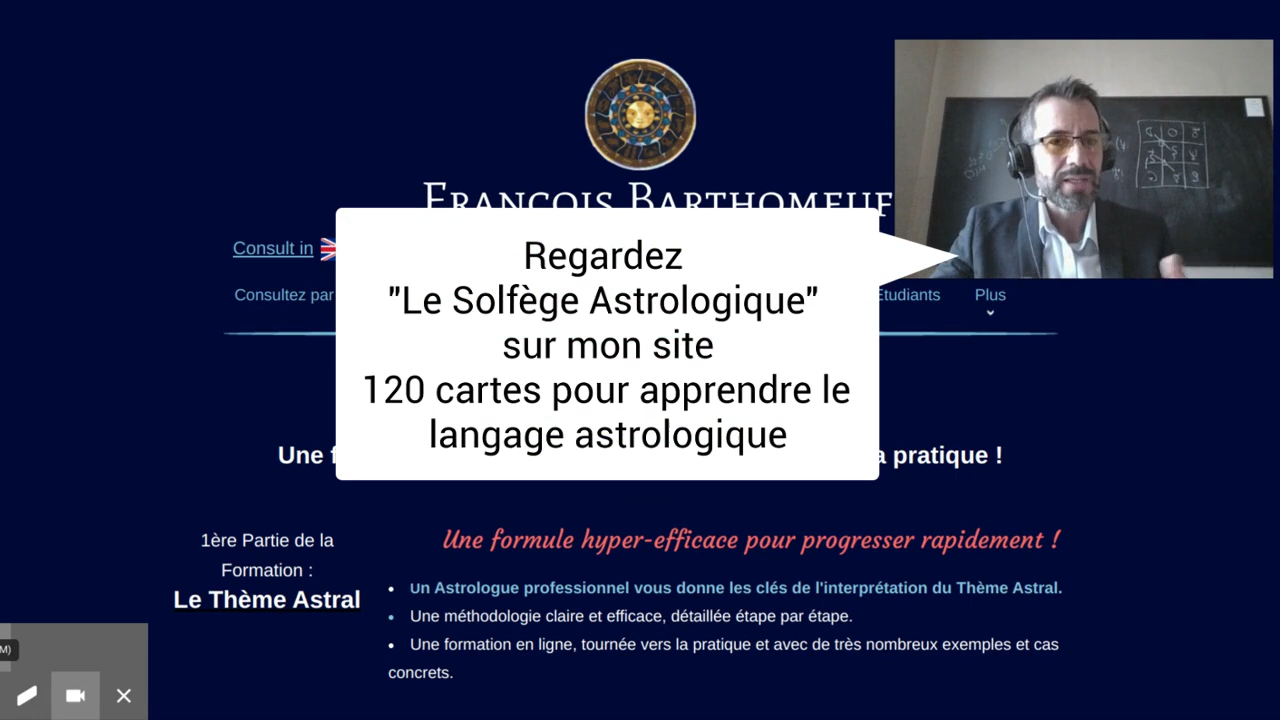 FRANÇOIS BARTHOMEUF
Consult in
Regardez
"Le Solfège Astrologique"
sur mon site
120 cartes pour apprendre le
langage astrologique
Consultez par
Etudiants
Plus
Une
a pratique !
1ère Partie de la
Formation :
Le Thème Astral
Une formule hyper-efficace pour progresser rapidement !
• Un Astrologue professionnel vous donne les clés de l'interprétation du Thème Astral.
• Une méthodologie claire et efficace, détaillée étape par étape.
• Une formation en ligne, tournée vers la pratique et avec de très nombreux exemples et cas
concrets.
M)